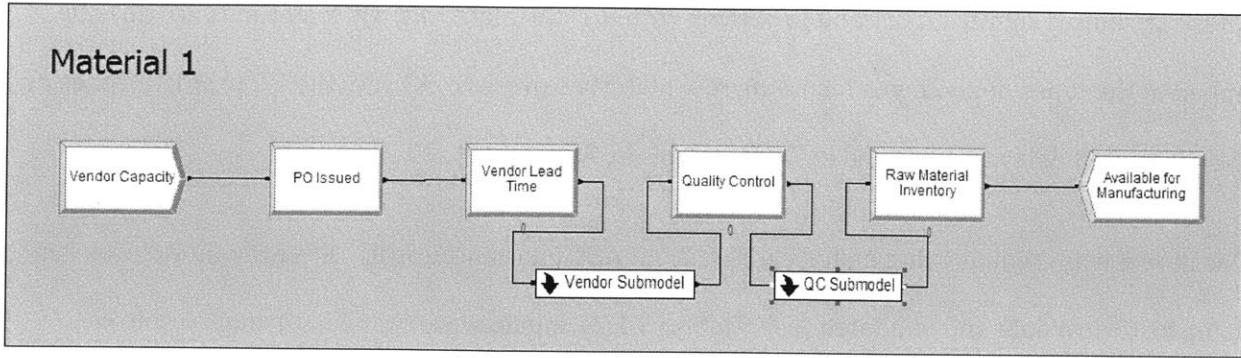 Material 1
Vendor Capacity
PO Issued
Vendor Lead
Time
Quality Control
Raw Material
Inventory
Available for
Manufacturing
0
0
0
Vendor Submodel
QC Submodel